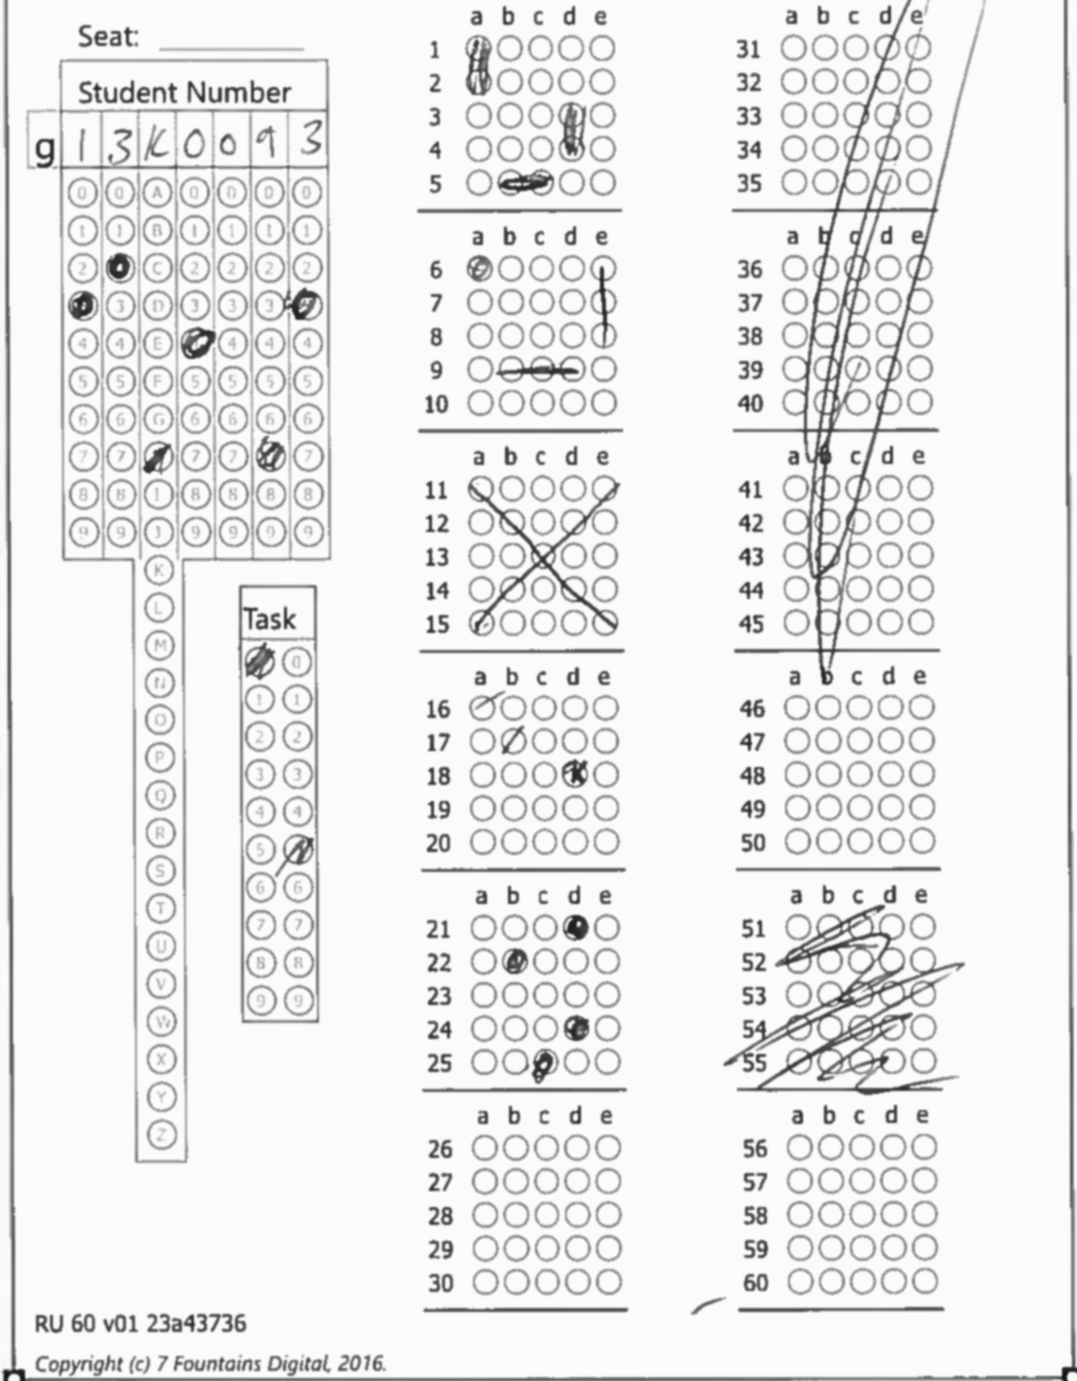 Seat:
Student Number
g 1 3 K 0 0 9 3
0 0 A 0 0 0 0
1 1 B 1 1 1 1
2 C 2 2 2 2
3 D 3 3 3
4 4 E 4 4 4
5 5 F 5 5 5 5
6 6 G 6 6 6 6
7 7 7 7 7
8 8 I 8 8 8 8
9 9 J 9 9 9 9
K
L
M
N
O
P
Q
R
S
T
U
V
W
X
Y
Z
Task
0
1 1
2 2
3 3
4 4
5
6 6
7 7
8 8
9 9
a b c d e
1
2
3
4
5
a b c d e
6
7
8
9
10
a b c d e
11
12
13
14
15
a b c d e
16
17
18
19
20
a b c d e
21
22
23
24
25
a b c d e
26
27
28
29
30
a b c d e
31
32
33
34
35
a b c d e
36
37
38
39
40
a b c d e
41
42
43
44
45
a b c d e
46
47
48
49
50
a b c d e
51
52
53
54
55
a b c d e
56
57
58
59
60
RU 60 v01 23a43736
Copyright (c) 7 Fountains Digital, 2016.